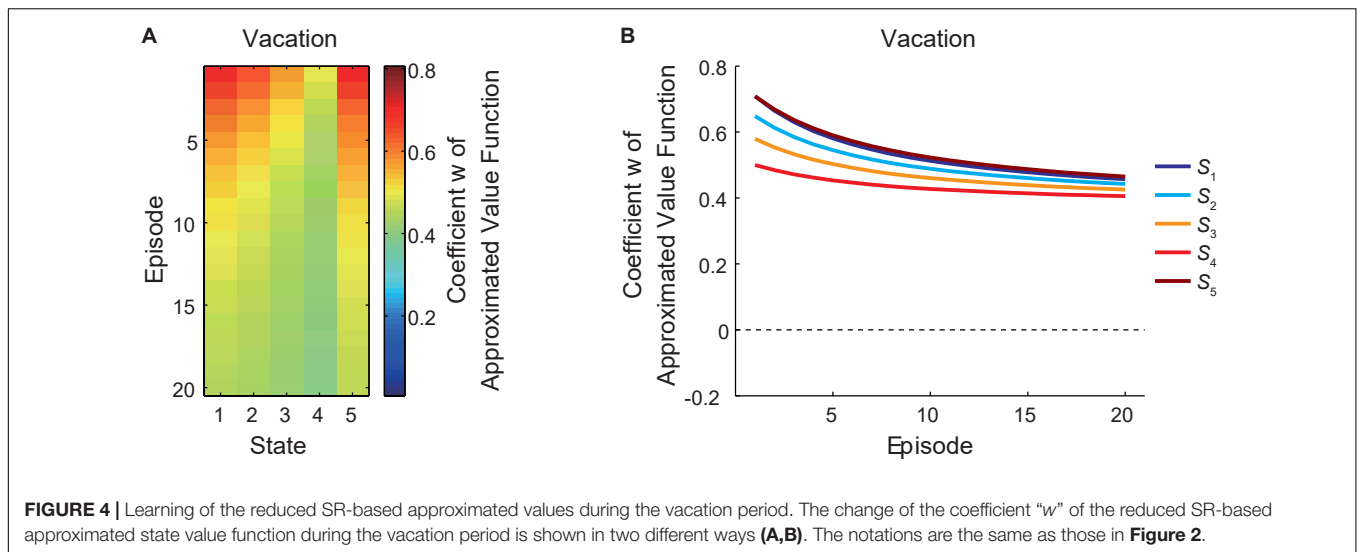 A
Vacation
Episode
5
10
15
20
1 2 3 4 5
State
0.8
0.6
0.4
0.2
Coefficient w of
Approximated Value Function
B
Vacation
Coefficient w of
Approximated Value Function
0.8
0.6
0.4
0.2
0
-0.2
5 10 15 20
Episode
S1
S2
S3
S4
S5
FIGURE 4 | Learning of the reduced SR-based approximated values during the vacation period. The change of the coefficient “w” of the reduced SR-based
approximated state value function during the vacation period is shown in two different ways (A,B). The notations are the same as those in Figure 2.